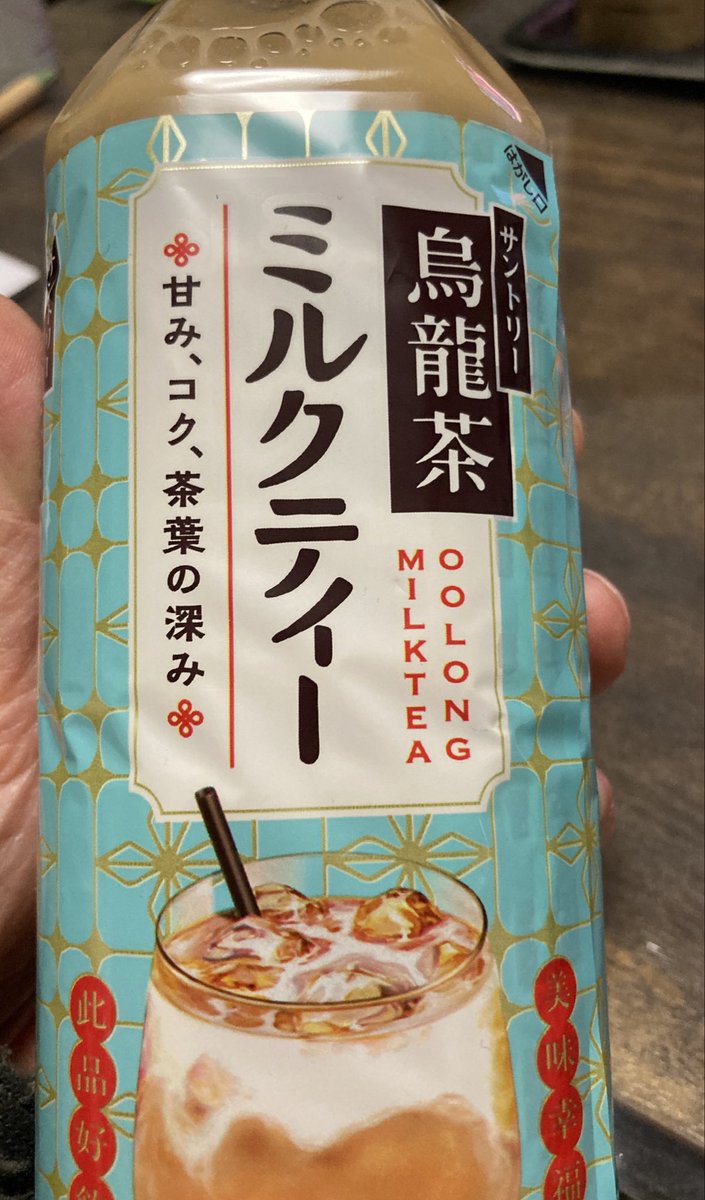 はがし口
サントリー
烏龍茶
ミルクティー
甘み、コク、茶葉の深み
OOLONG
MILKTEA
美味幸福
此品好